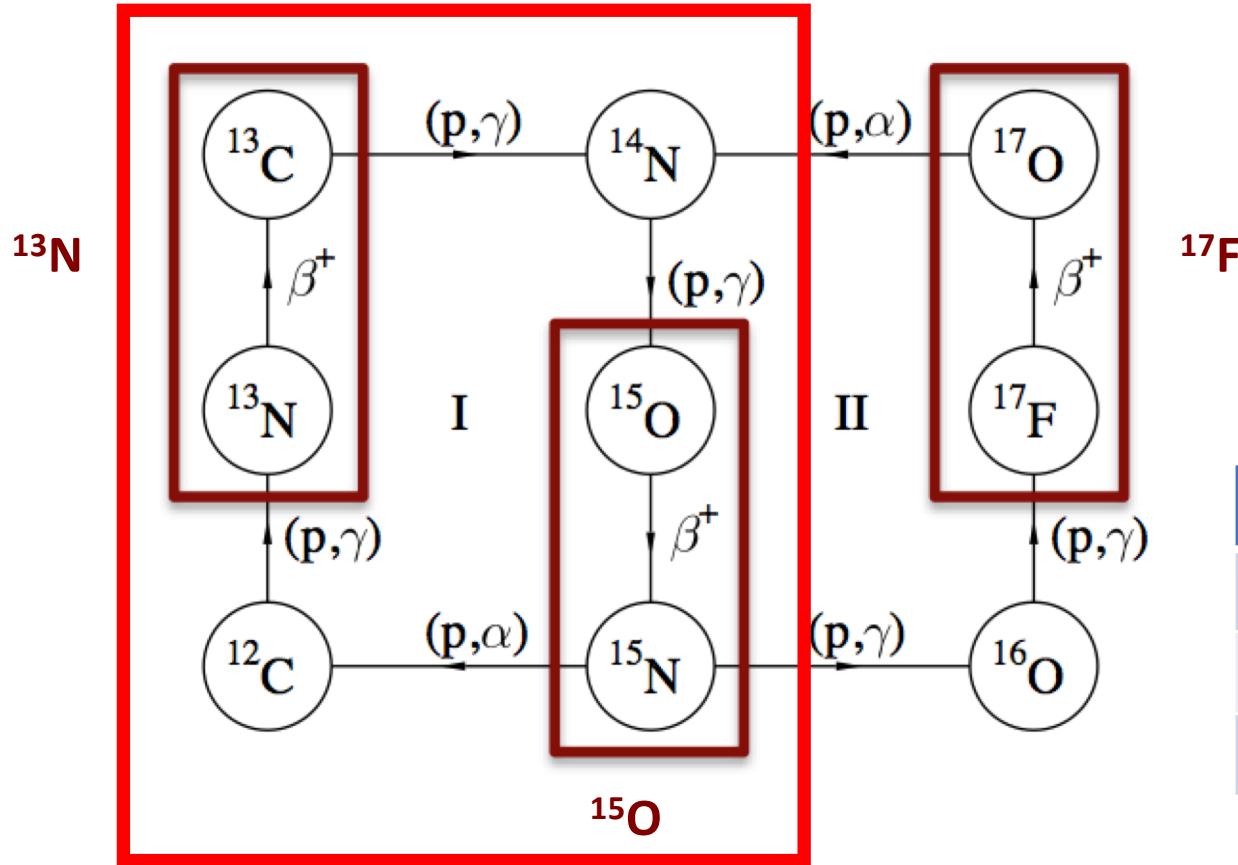 (p,γ)
(p,α)
¹³C
¹⁴N
¹⁷O
¹³N
¹⁷F
β⁺
β⁺
(p,γ)
¹³N
I
¹⁵O
II
¹⁷F
(p,γ)
β⁺
(p,γ)
(p,α)
(p,γ)
¹²C
¹⁵N
¹⁶O
¹⁵O